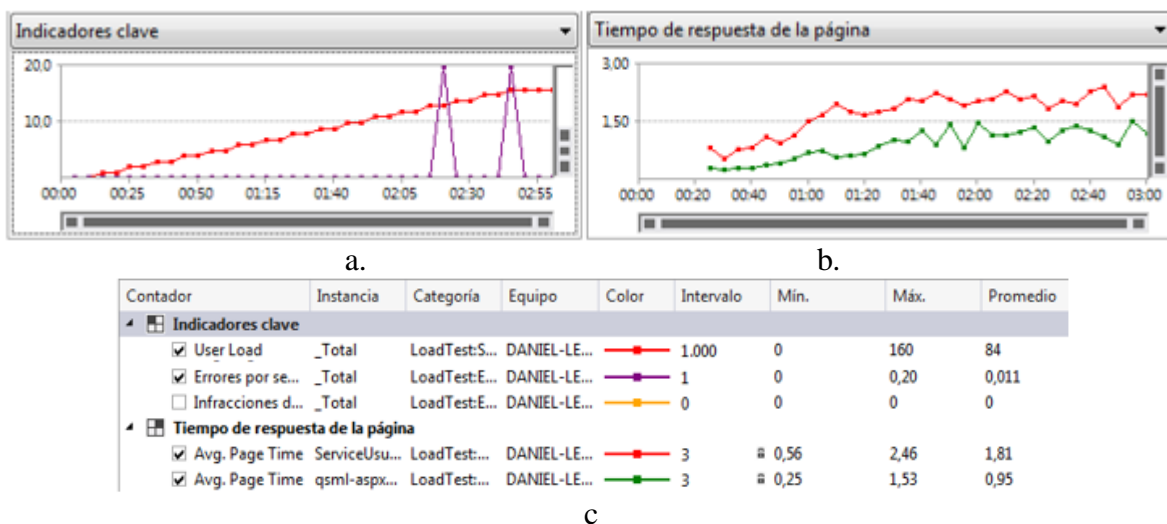 Indicadores clave
20,0
10,0
00:00 00:25 00:50 01:15 01:40 02:05 02:30 02:55
a.
Tiempo de respuesta de la página
3,00
1,50
00:00 00:20 00:40 01:00 01:20 01:40 02:00 02:20 02:40 03:00
b.
Contador Instancia Categoría Equipo Color Intervalo Mín. Máx. Promedio
Indicadores clave
User Load _Total LoadTest:S... DANIEL-LE... 1.000 0 160 84
Errores por se... _Total LoadTest:E... DANIEL-LE... 1 0 0,20 0,011
Infracciones d... _Total LoadTest:E... DANIEL-LE... 0 0 0 0
Tiempo de respuesta de la página
Avg. Page Time ServiceUsu... LoadTest:... DANIEL-LE... 3 0,56 2,46 1,81
Avg. Page Time qsml-aspx... LoadTest:... DANIEL-LE... 3 0,25 1,53 0,95
c